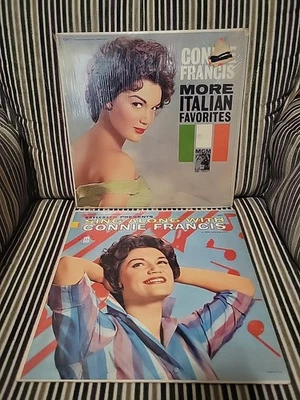 CONNIE
FRANCIS
MORE
ITALIAN
FAVORITES
MGM
SING ALONG WITH
CONNIE FRANCIS